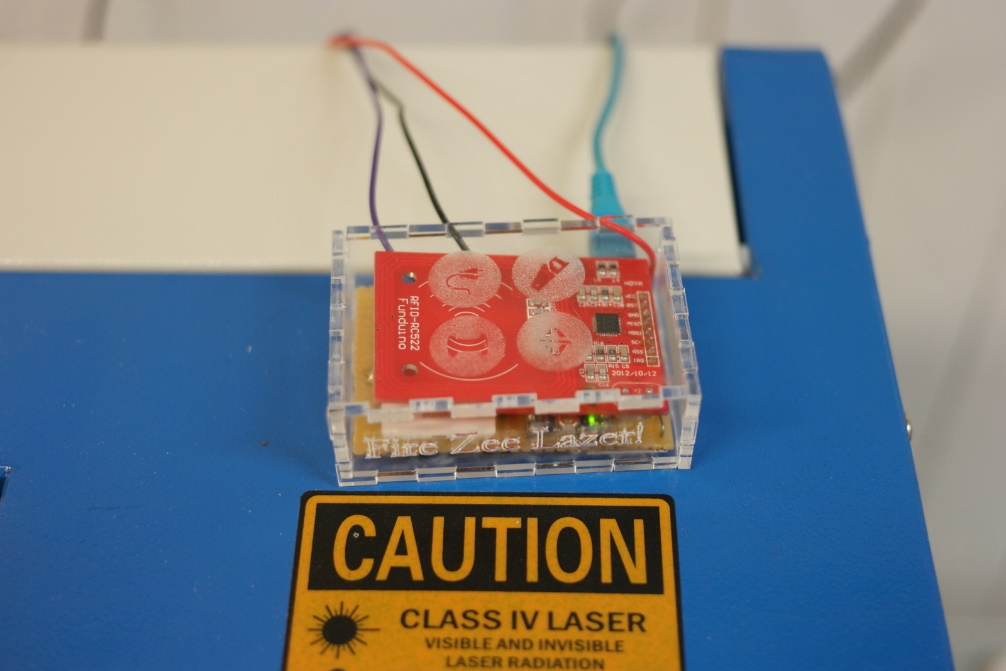 RFID-RC522
Funduino
2012/10/12
Fire Zee Lazer!
CAUTION
CLASS IV LASER
VISIBLE AND INVISIBLE
LASER RADIATION